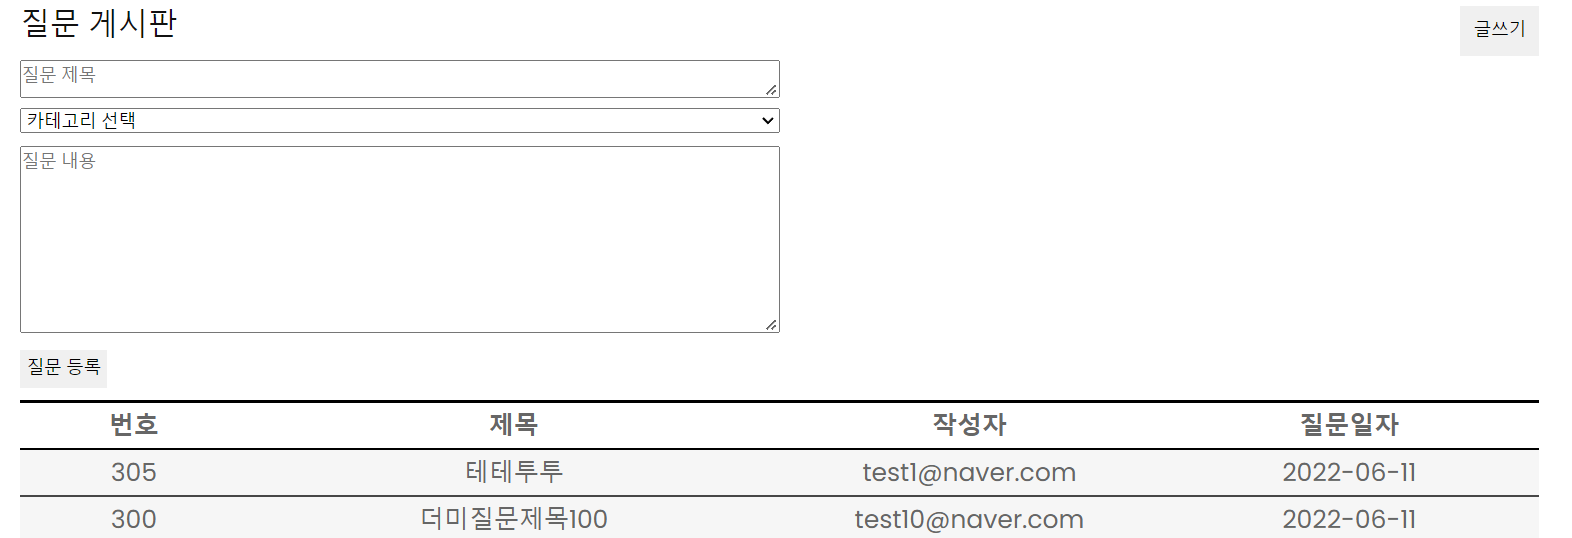 질문 게시판
글쓰기
질문 제목
카테고리 선택
질문 내용
질문 등록
번호 제목 작성자 질문일자
305 테테투투 test1@naver.com 2022-06-11
300 더미질문제목100 test10@naver.com 2022-06-11